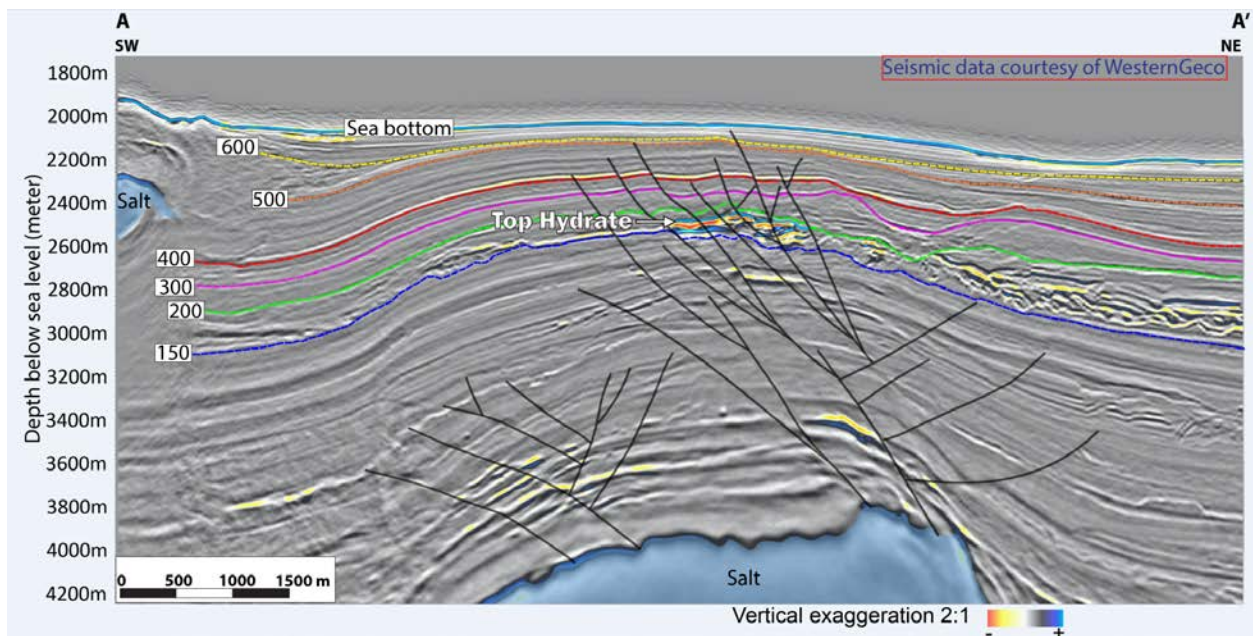 A
A'
SW
NE
Seismic data courtesy of WesternGeco
1800m
2000m
Sea bottom
600
2200m
500
Salt
2400m
Top Hydrate
2600m
400
300
2800m
200
3000m
150
3200m
3400m
3600m
3800m
4000m
4200m
Depth below sea level (meter)
0 500 1000 1500 m
Salt
Vertical exaggeration 2:1
- +